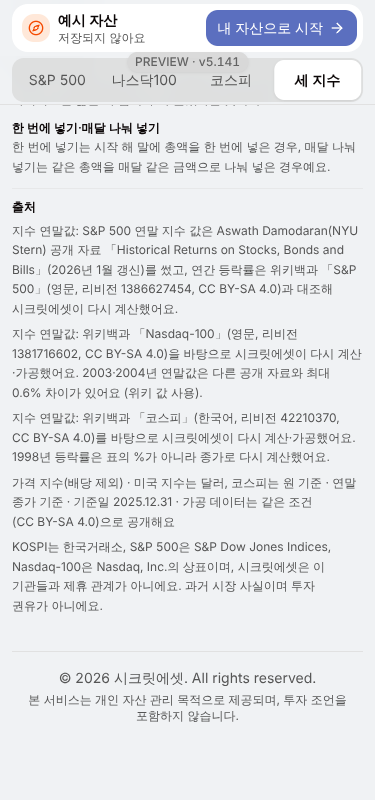 예시 자산
저장되지 않아요
내 자산으로 시작 →
PREVIEW · v5.141
S&P 500 나스닥100 코스피 세 지수
한 번에 넣기·매달 나눠 넣기
한 번에 넣기는 시작 해 말에 총액을 한 번에 넣은 경우, 매달 나눠
넣기는 같은 총액을 매달 같은 금액으로 나눠 넣은 경우예요.
출처
지수 연말값: S&P 500 연말 지수 값은 Aswath Damodaran(NYU
Stern) 공개 자료 「Historical Returns on Stocks, Bonds and
Bills」(2026년 1월 갱신)를 썼고, 연간 등락률은 위키백과 「S&P
500」(영문, 리비전 1386627454, CC BY-SA 4.0)과 대조해
시크릿에셋이 다시 계산했어요.
지수 연말값: 위키백과 「Nasdaq-100」(영문, 리비전
1381716602, CC BY-SA 4.0)을 바탕으로 시크릿에셋이 다시 계산
·가공했어요. 2003·2004년 연말값은 다른 공개 자료와 최대
0.6% 차이가 있어요 (위키 값 사용).
지수 연말값: 위키백과 「코스피」(한국어, 리비전 42210370,
CC BY-SA 4.0)를 바탕으로 시크릿에셋이 다시 계산·가공했어요.
1998년 등락률은 표의 %가 아니라 종가로 다시 계산했어요.
가격 지수(배당 제외) · 미국 지수는 달러, 코스피는 원 기준 · 연말
종가 기준 · 기준일 2025.12.31 · 가공 데이터는 같은 조건
(CC BY-SA 4.0)으로 공개해요
KOSPI는 한국거래소, S&P 500은 S&P Dow Jones Indices,
Nasdaq-100은 Nasdaq, Inc.의 상표이며, 시크릿에셋은 이
기관들과 제휴 관계가 아니에요. 과거 시장 사실이며 투자
권유가 아니에요.
© 2026 시크릿에셋. All rights reserved.
본 서비스는 개인 자산 관리 목적으로 제공되며, 투자 조언을
포함하지 않습니다.